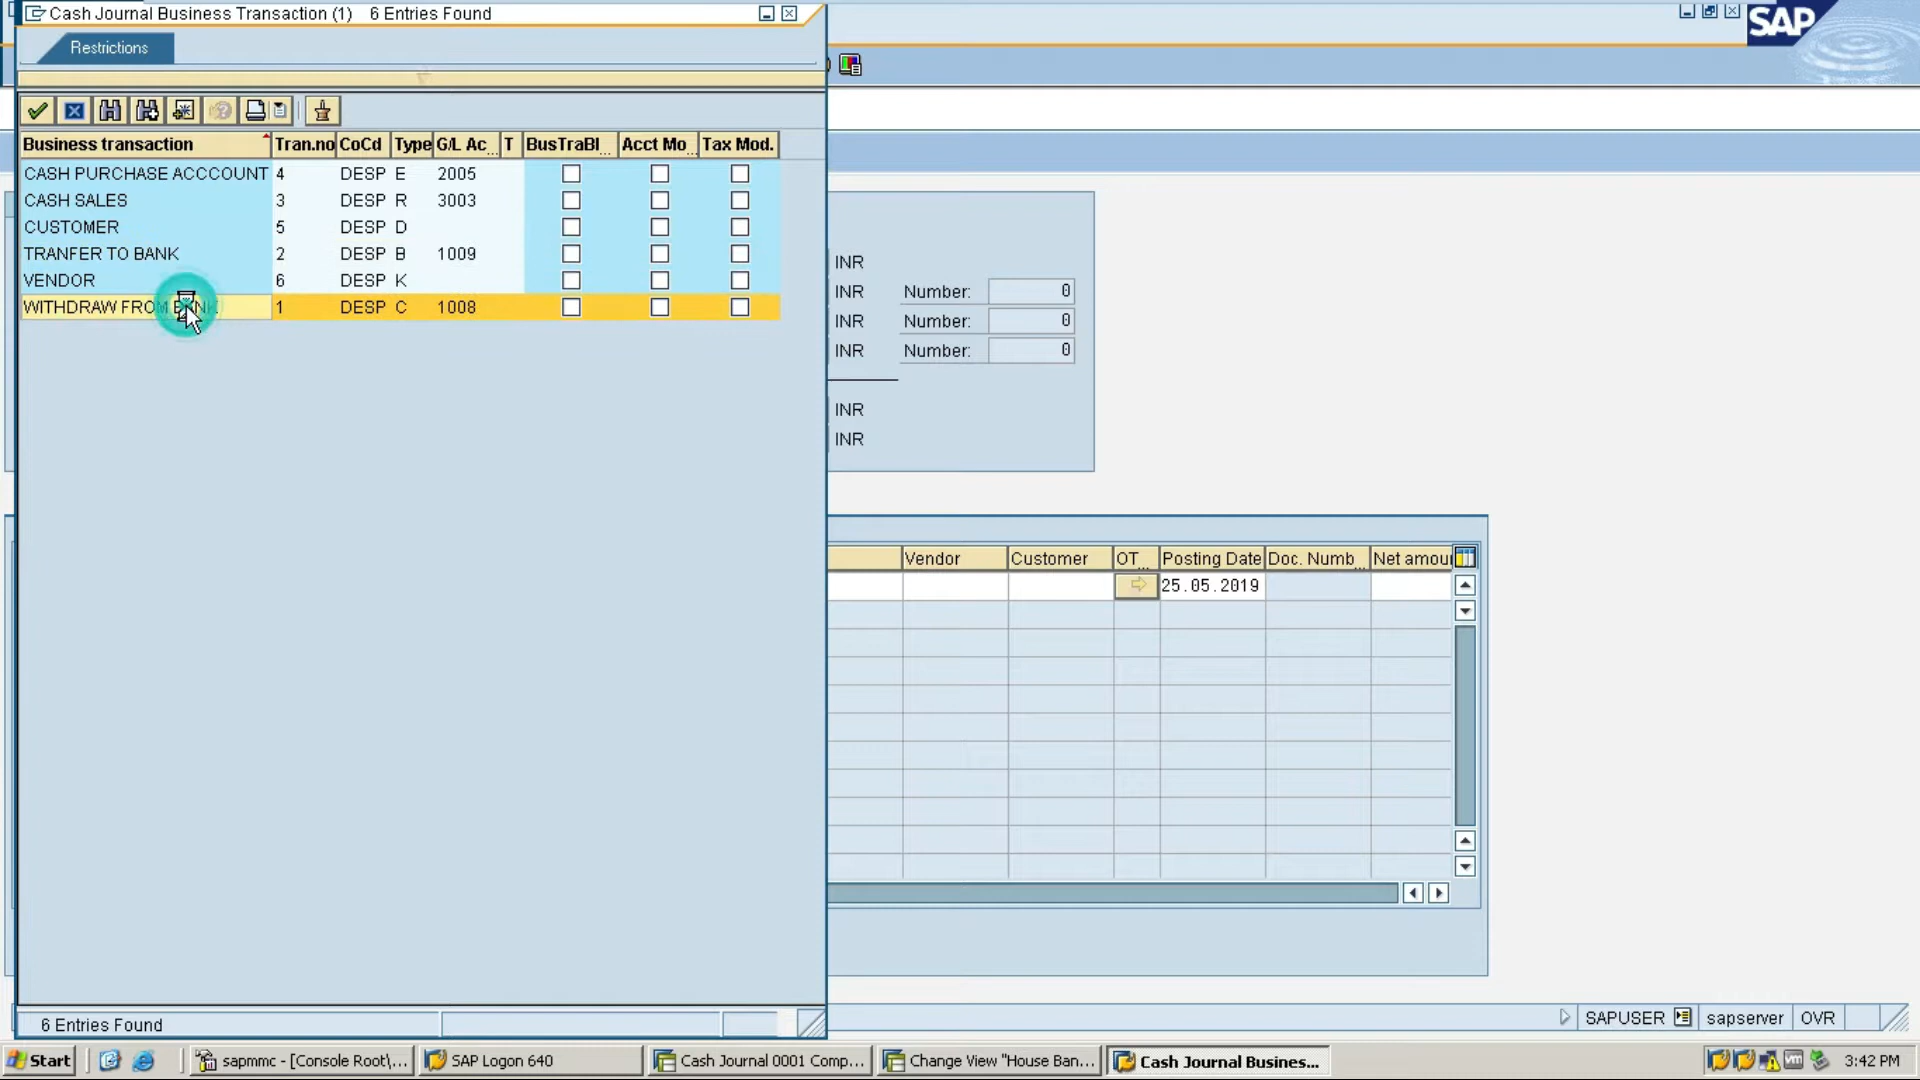 Cash Journal Business Transaction (1) 6 Entries Found
SAP
Restrictions
Business transaction Tran.no CoCd Type G/L Ac... T BusTraBl... Acct Mo... Tax Mod.
CASH PURCHASE ACCCOUNT 4 DESP E 2005
CASH SALES 3 DESP R 3003
CUSTOMER 5 DESP D
TRANFER TO BANK 2 DESP B 1009
VENDOR 6 DESP K
WITHDRAW FROM BANK 1 DESP C 1008
INR
INR Number: 0
INR Number: 0
INR Number: 0
INR
INR
Vendor Customer OT... Posting Date Doc. Numb... Net amou
25.05.2019
6 Entries Found
SAPUSER sapserver OVR
Start sapmmc - [Console Root\... SAP Logon 640 Cash Journal 0001 Comp... Change View "House Ban... Cash Journal Busines... 3:42 PM